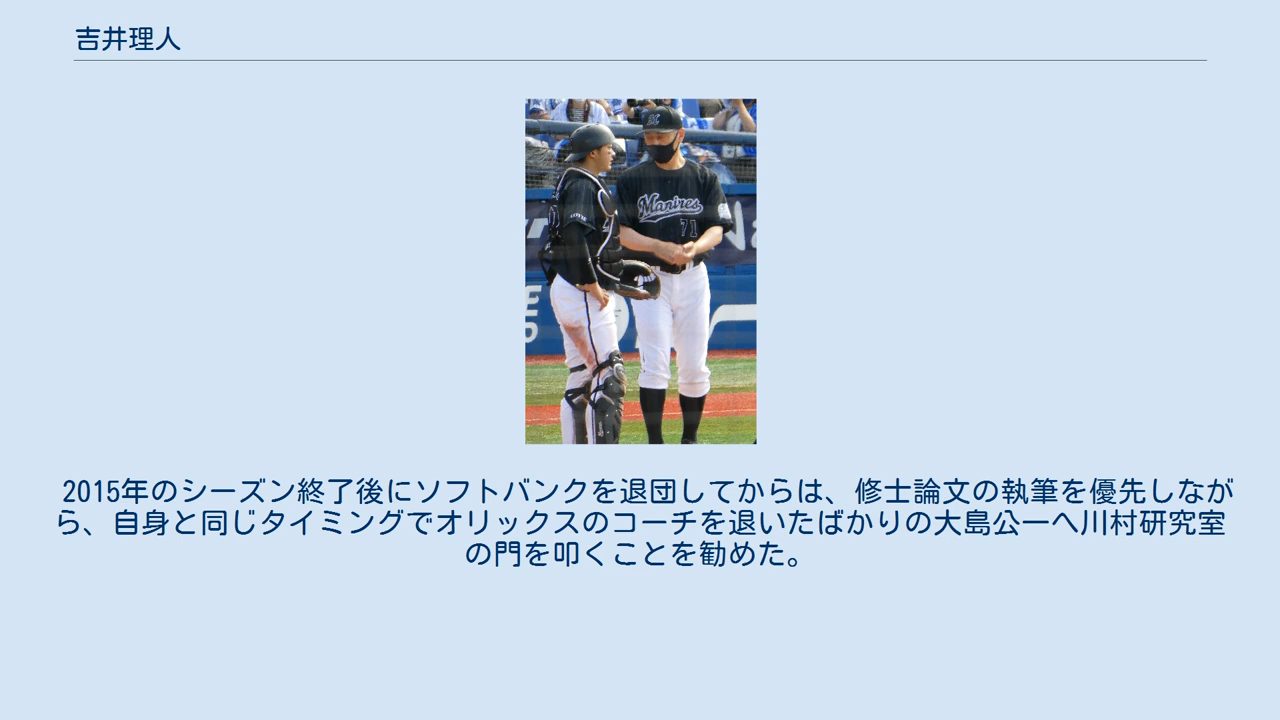 吉井理人
M
Marines
71
LOTTE
2015年のシーズン終了後にソフトバンクを退団してからは、修士論文の執筆を優先しなが
ら、自身と同じタイミングでオリックスのコーチを退いたばかりの大島公一へ川村研究室
の門を叩くことを勧めた。